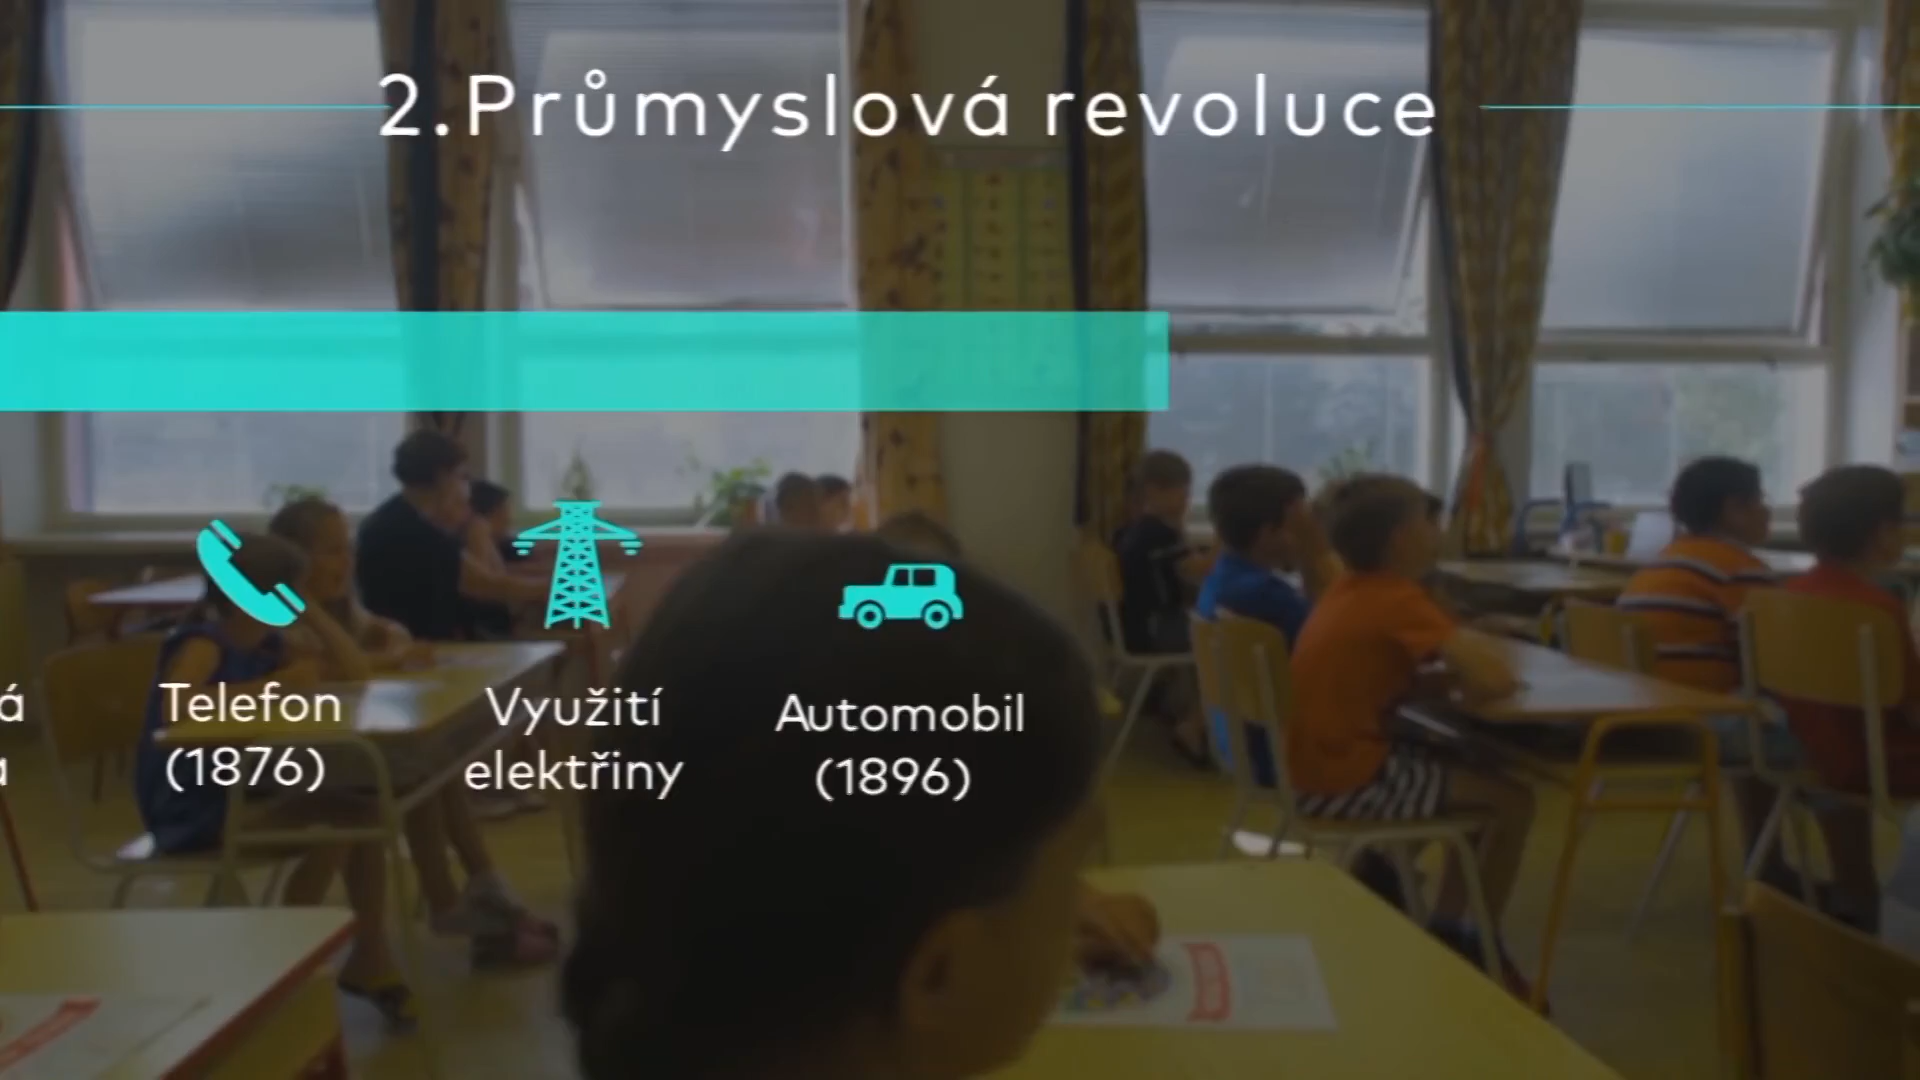 2.Průmyslová revoluce
á
a
Telefon
(1876)
Využití
elektřiny
Automobil
(1896)